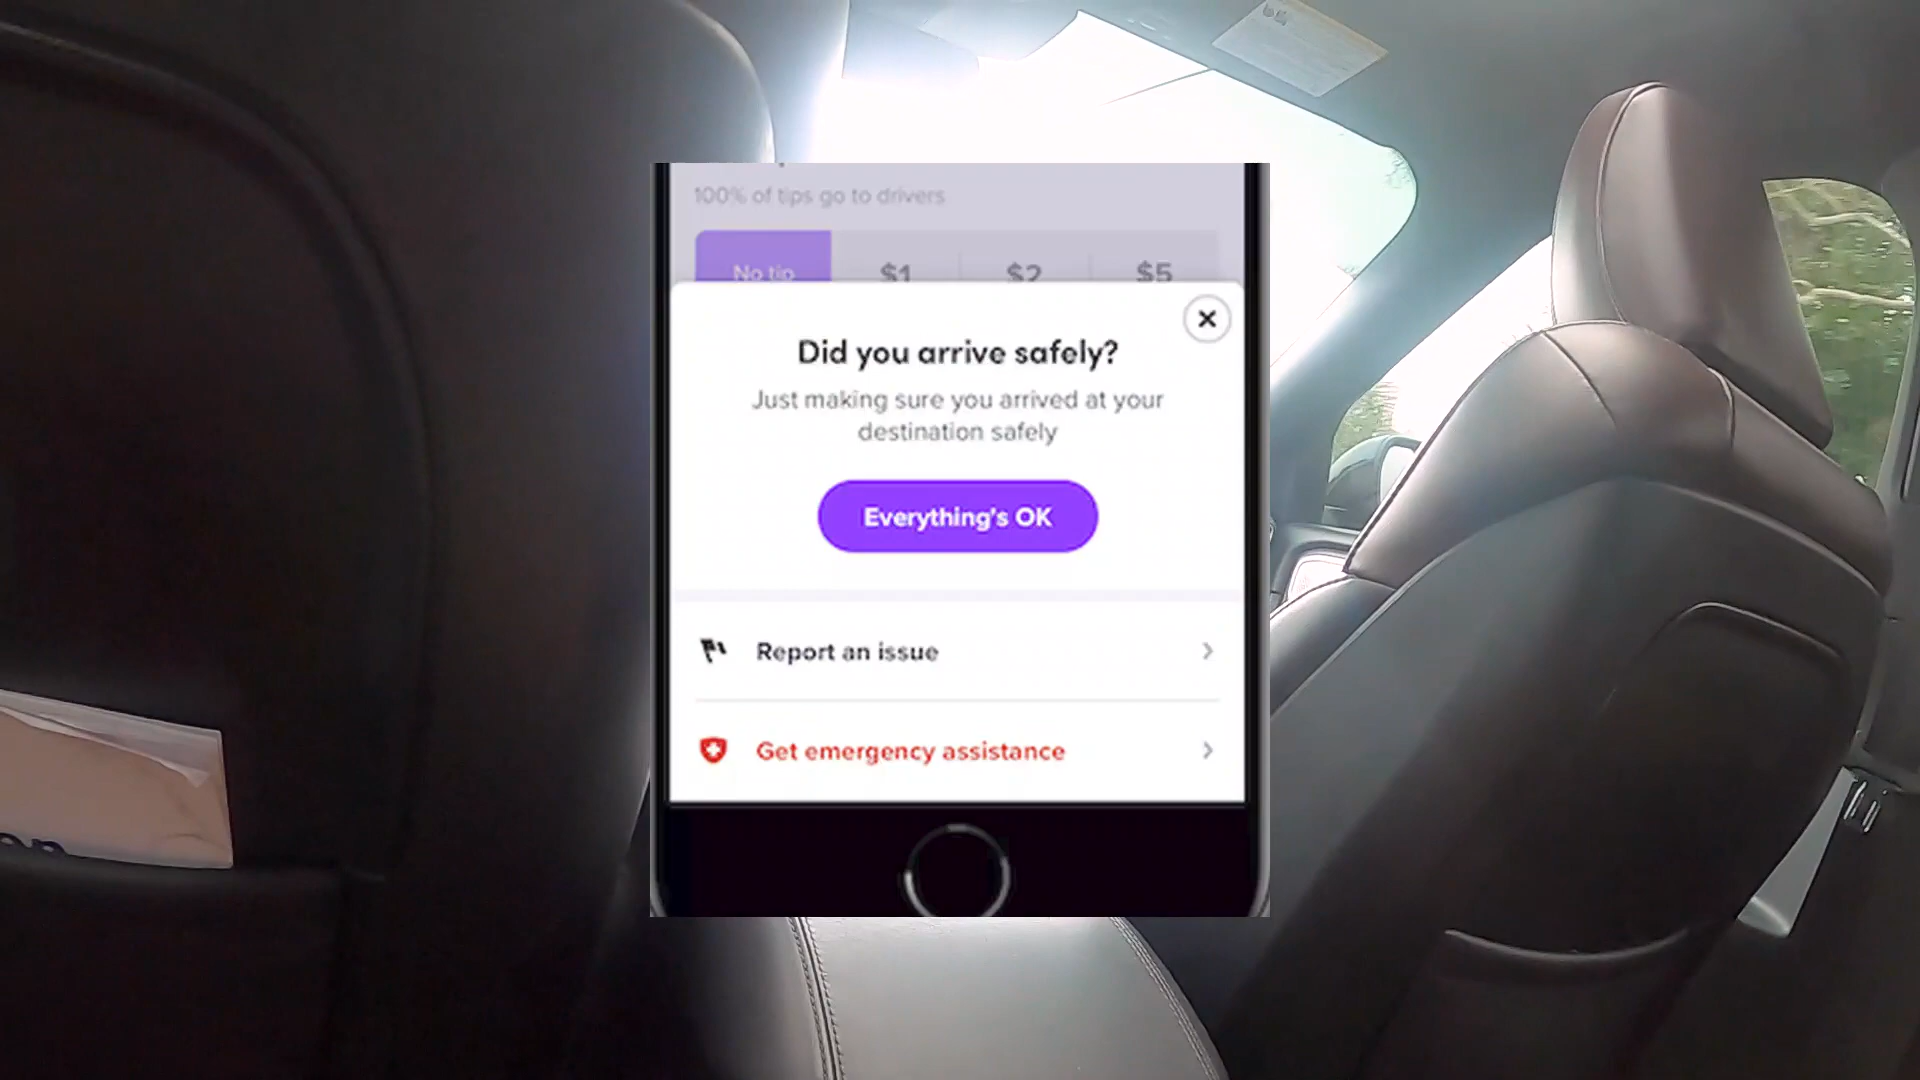 100% of tips go to drivers
No tip $1 $2 $5
Did you arrive safely?
Just making sure you arrived at your
destination safely
Everything's OK
Report an issue
Get emergency assistance